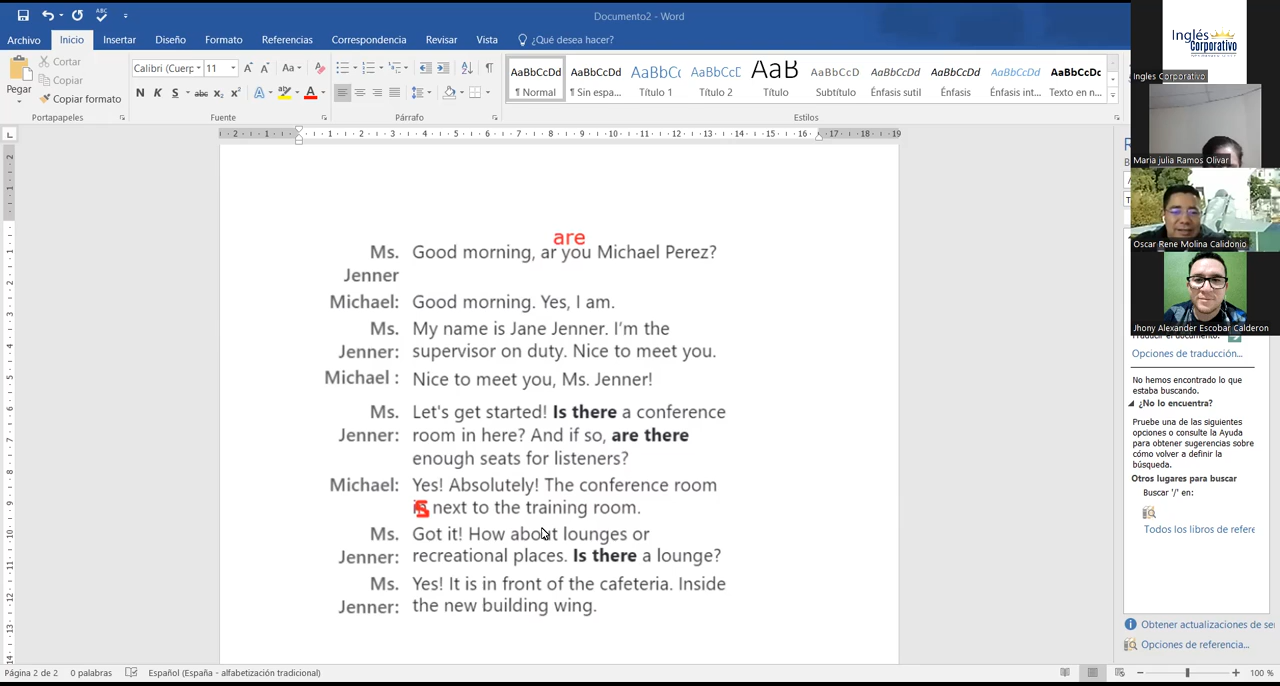 Documento2 - Word
Archivo Inicio Insertar Diseño Formato Referencias Correspondencia Revisar Vista ¿Qué desea hacer?
Pegar
Cortar
Copiar
Copiar formato
Portapapeles
Calibri (Cuerp 11
Fuente
Párrafo
AaBbCcDd AaBbCcDd AaBbCc AaBbCcD AaB AaBbCcD AaBbCcDd AaBbCcDd AaBbCcDd AaBbCcDc
¶ Normal ¶ Sin espa... Título 1 Título 2 Título Subtítulo Énfasis sutil Énfasis Énfasis int... Texto en n...
Estilos
are
Ms. Good morning, ar you Michael Perez?
Jenner
Michael: Good morning. Yes, I am.
Ms. My name is Jane Jenner. I'm the
Jenner: supervisor on duty. Nice to meet you.
Michael : Nice to meet you, Ms. Jenner!
Ms. Let's get started! Is there a conference
Jenner: room in here? And if so, are there
enough seats for listeners?
Michael: Yes! Absolutely! The conference room
next to the training room.
Ms. Got it! How about lounges or
Jenner: recreational places. Is there a lounge?
Ms. Yes! It is in front of the cafeteria. Inside
Jenner: the new building wing.
Inglés
Corporativo
Ingles Corporativo
Maria julia Ramos Olivar
Oscar Rene Molina Calidonio
Jhony Alexander Escobar Calderon
Opciones de traducción...
No hemos encontrado lo que
estaba buscando.
¿No lo encuentra?
Pruebe una de las siguientes
opciones o consulte la Ayuda
para obtener sugerencias sobre
cómo volver a definir la
búsqueda.
Otros lugares para buscar
Buscar '/' en:
Todos los libros de refere
Obtener actualizaciones de ser
Opciones de referencia...
Página 2 de 2 0 palabras Español (España - alfabetización tradicional) 100 %